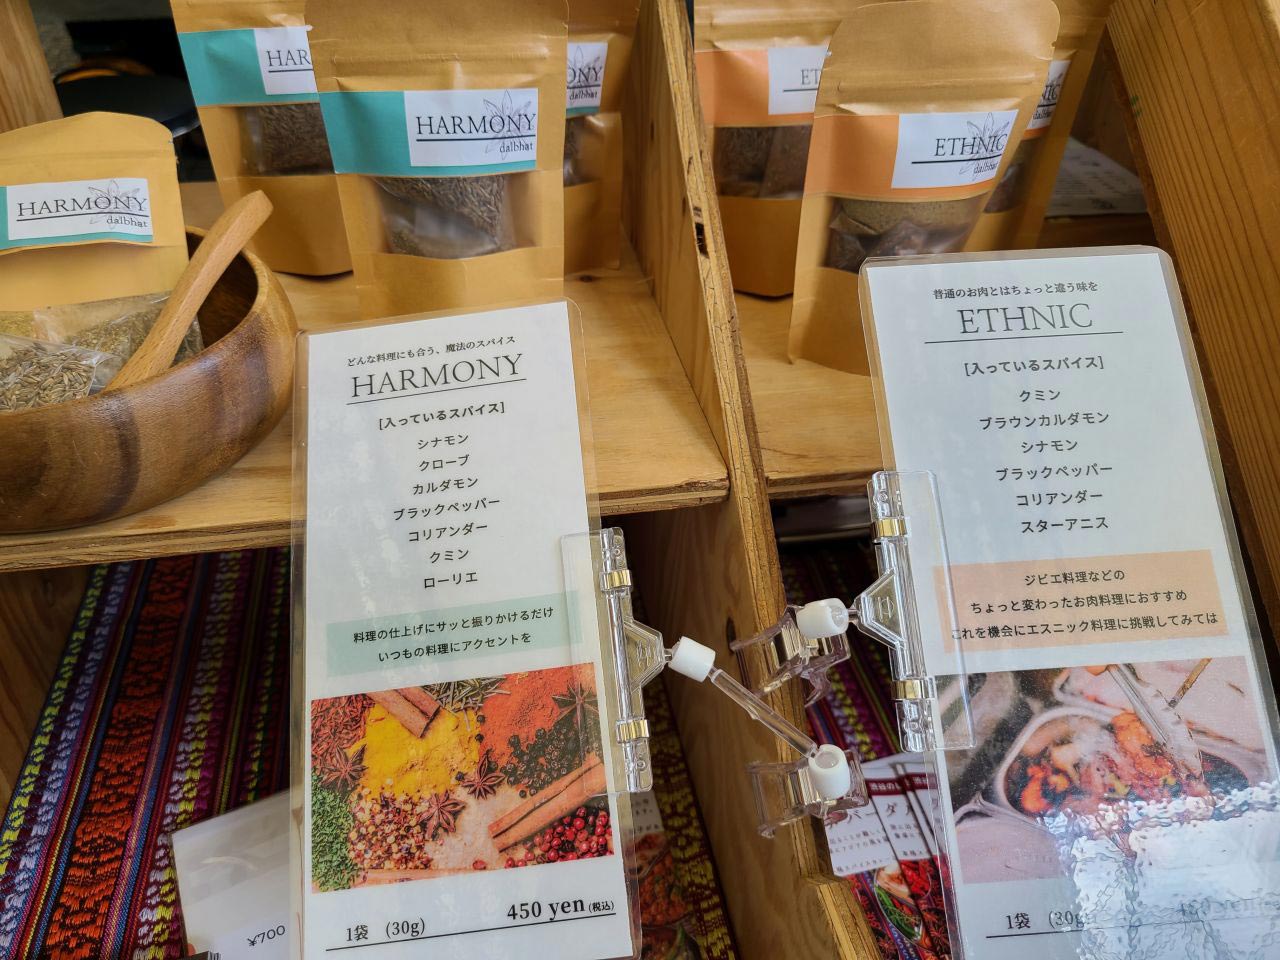 HAR
HARMONY
dalbhat
ONY
dalbhat
HARMONY
dalbhat
ET
ETHNIC
dalbhat
NIC
どんな料理にも合う、魔法のスパイス
HARMONY
[入っているスパイス]
シナモン
クローブ
カルダモン
ブラックペッパー
コリアンダー
クミン
ローリエ
料理の仕上げにサッと振りかけるだけ
いつもの料理にアクセントを
1袋 (30g)
450 yen (税込)
普通のお肉とはちょっと違う味を
ETHNIC
[入っているスパイス]
クミン
ブラウンカルダモン
シナモン
ブラックペッパー
コリアンダー
スターアニス
ジビエ料理などの
ちょっと変わったお肉料理におすすめ
これを機会にエスニック料理に挑戦してみては
1袋 (30g)
450 yen
¥700